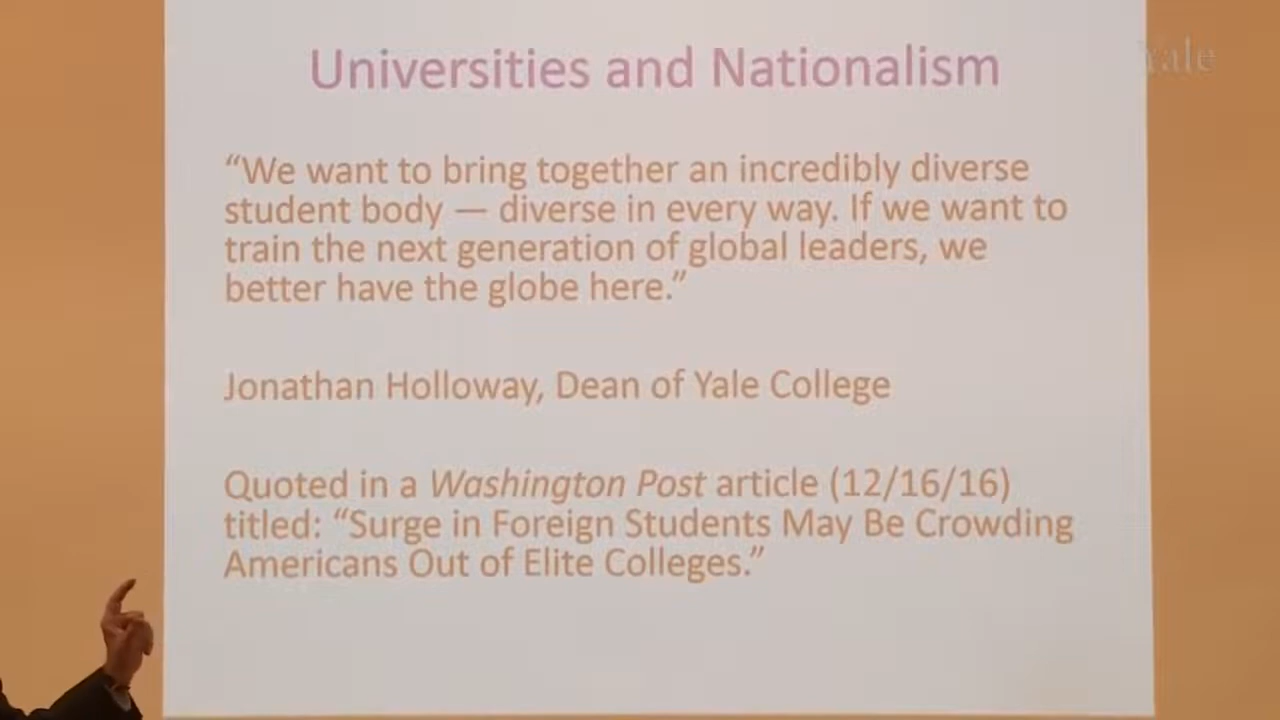 Yale
Universities and Nationalism
“We want to bring together an incredibly diverse
student body — diverse in every way. If we want to
train the next generation of global leaders, we
better have the globe here.”
Jonathan Holloway, Dean of Yale College
Quoted in a Washington Post article (12/16/16)
titled: “Surge in Foreign Students May Be Crowding
Americans Out of Elite Colleges.”